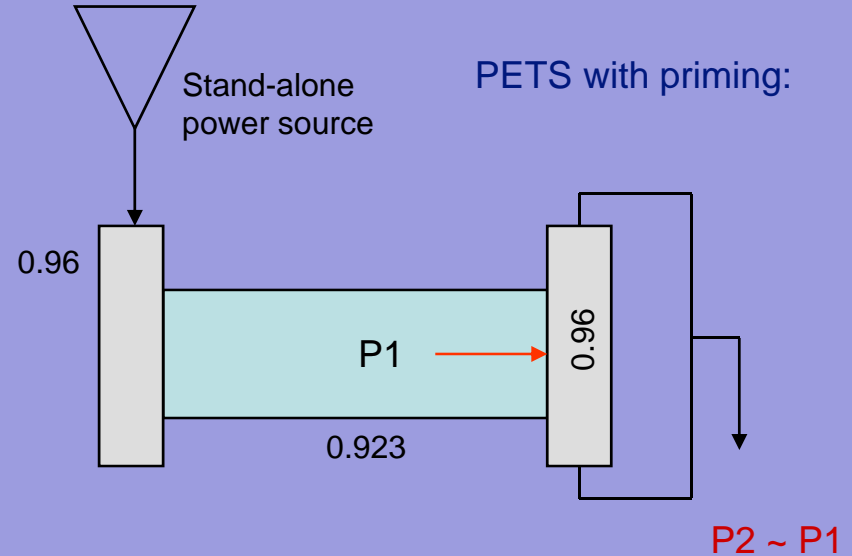 PETS with priming:
Stand-alone
power source
0.96
P1
0.96
0.923
P2 ~ P1